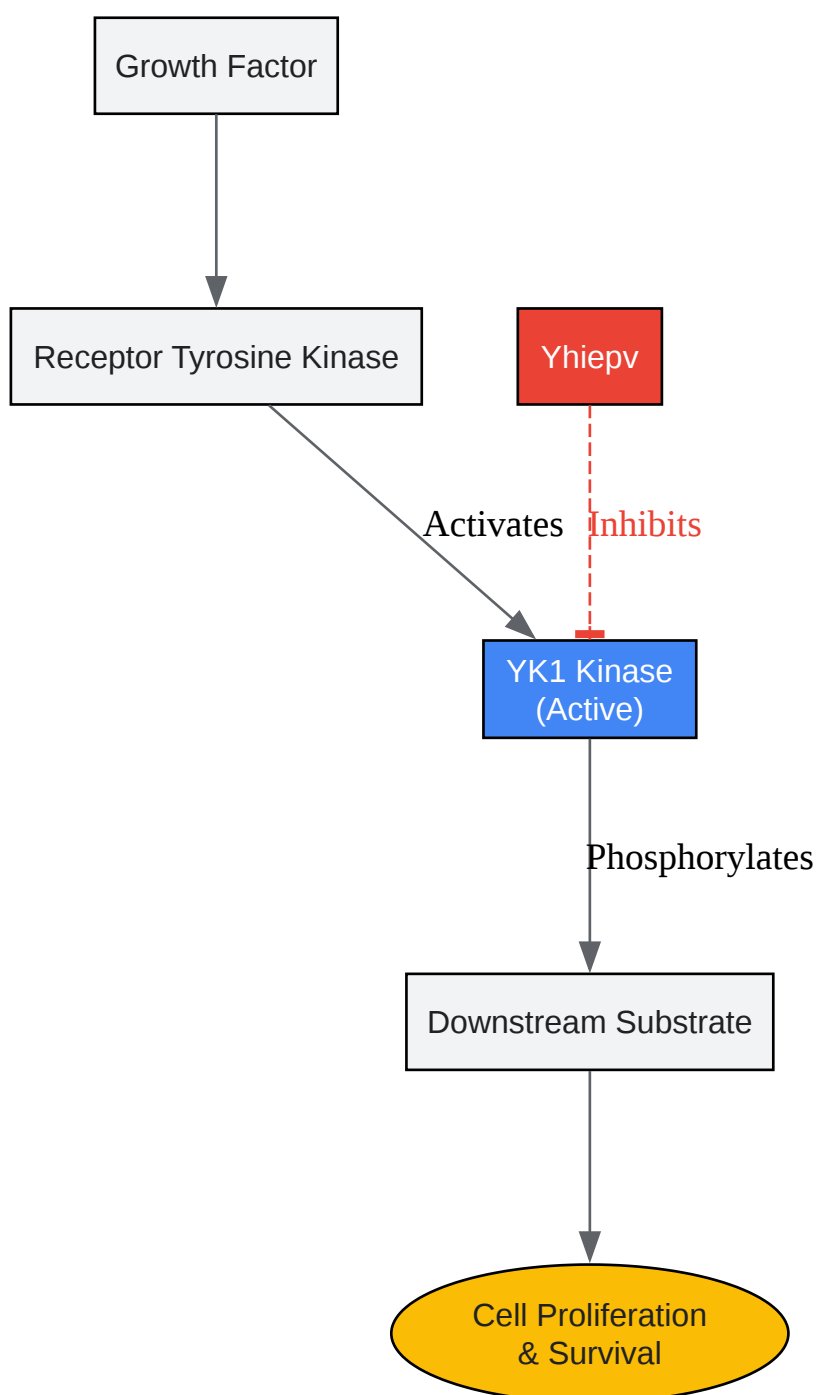 Growth Factor
Receptor Tyrosine Kinase
Yhiepv
Activates
Inhibits
YK1 Kinase
(Active)
Phosphorylates
Downstream Substrate
Cell Proliferation
& Survival